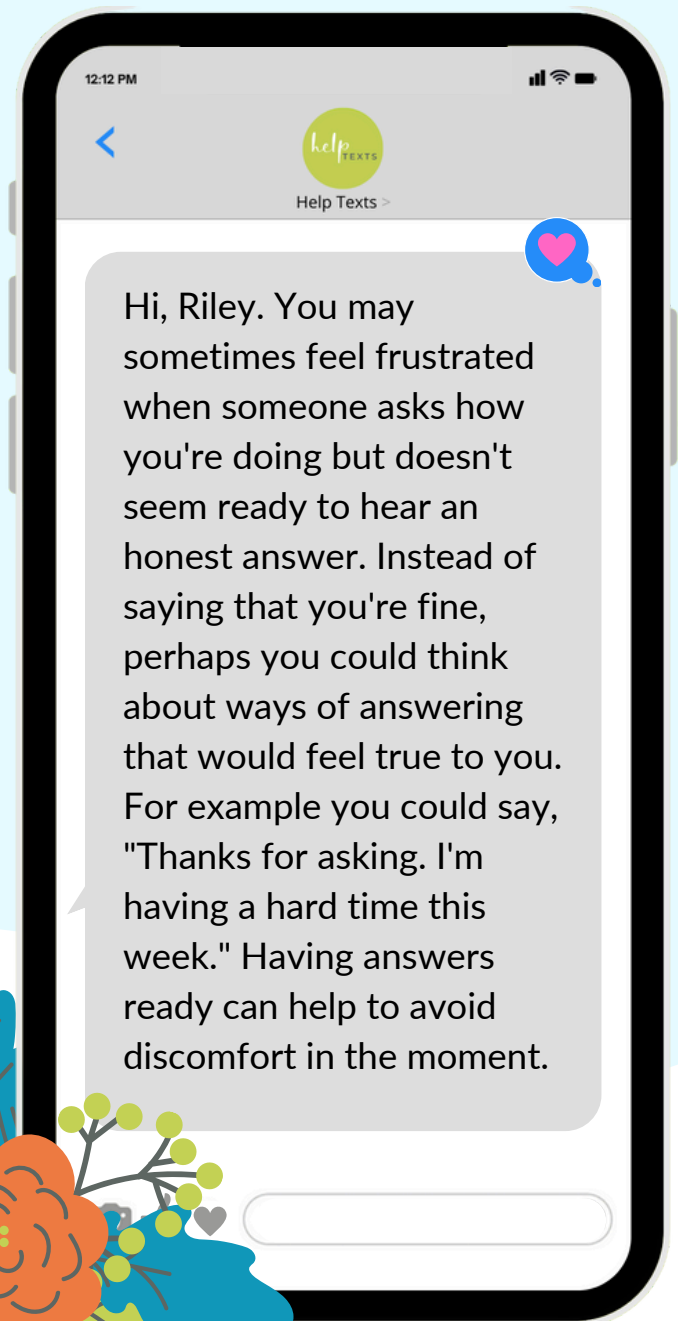 12:12 PM
help
TEXTS
Help Texts >
Hi, Riley. You may
sometimes feel frustrated
when someone asks how
you're doing but doesn't
seem ready to hear an
honest answer. Instead of
saying that you're fine,
perhaps you could think
about ways of answering
that would feel true to you.
For example you could say,
"Thanks for asking. I'm
having a hard time this
week." Having answers
ready can help to avoid
discomfort in the moment.